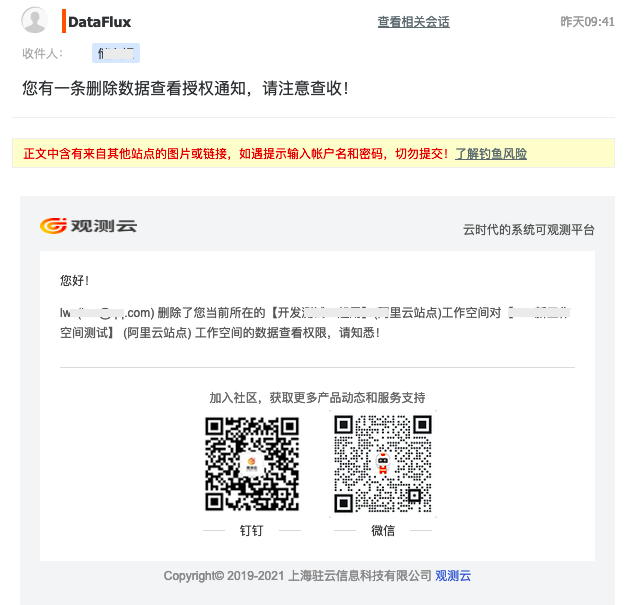 DataFlux
查看相关会话
昨天09:41
收件人：
您有一条删除数据查看授权通知，请注意查收！
正文中含有来自其他站点的图片或链接，如遇提示输入帐户名和密码，切勿提交！了解钓鱼风险
观测云
云时代的系统可观测平台
您好！
.com) 删除了您当前所在的【开发 (阿里云站点)工作空间对【
空间测试】 (阿里云站点) 工作空间的数据查看权限，请知悉！
加入社区，获取更多产品动态和服务支持
钉钉
微信
Copyright© 2019-2021 上海驻云信息科技有限公司 观测云